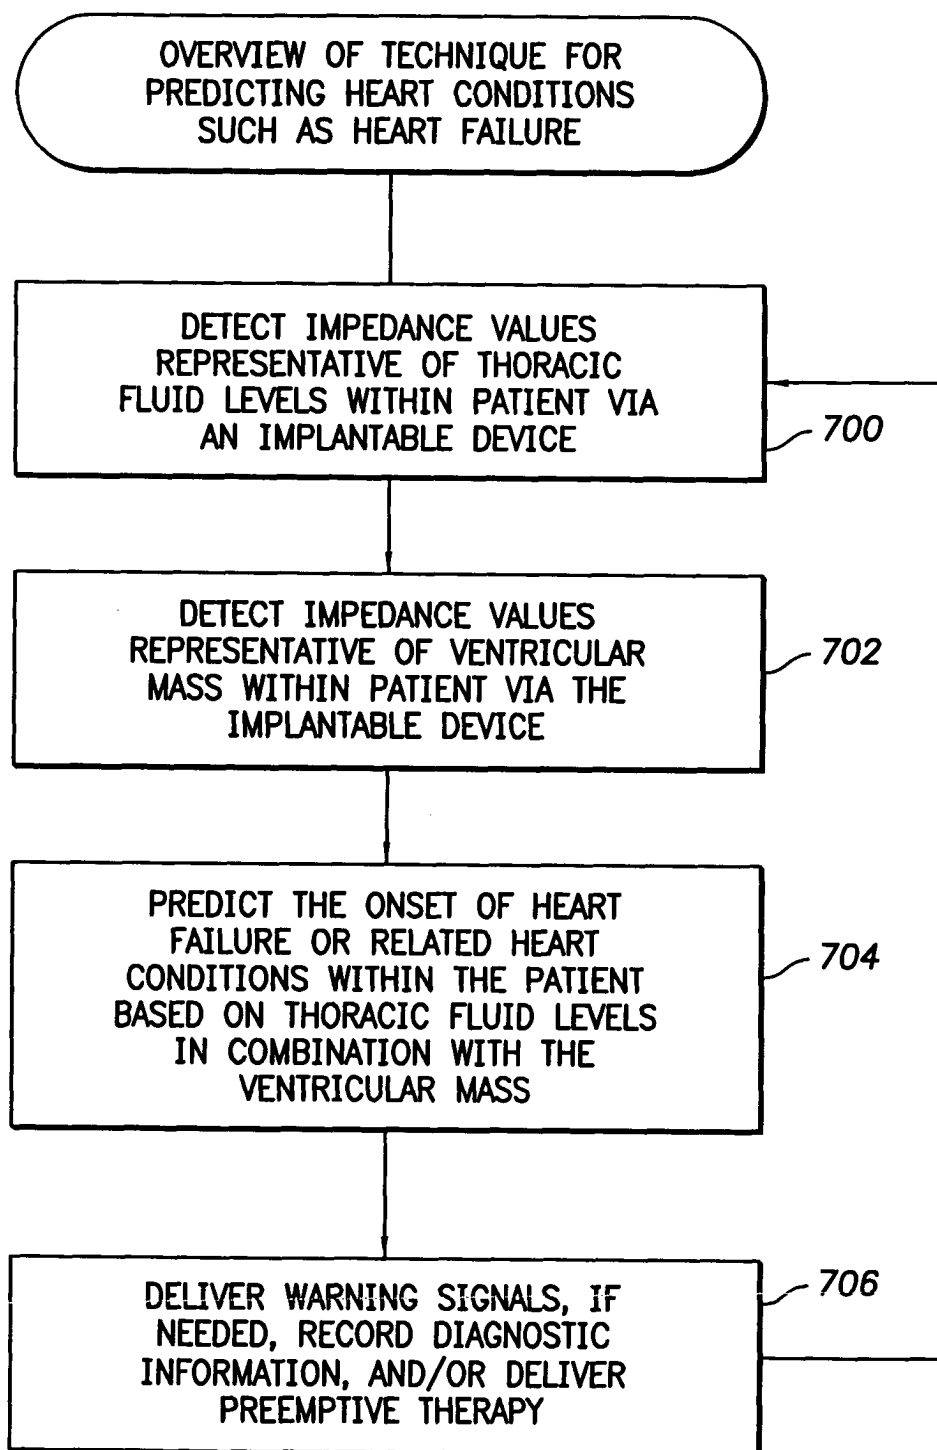 OVERVIEW OF TECHNIQUE FOR
PREDICTING HEART CONDITIONS
SUCH AS HEART FAILURE
DETECT IMPEDANCE VALUES
REPRESENTATIVE OF THORACIC
FLUID LEVELS WITHIN PATIENT VIA
AN IMPLANTABLE DEVICE
700
DETECT IMPEDANCE VALUES
REPRESENTATIVE OF VENTRICULAR
MASS WITHIN PATIENT VIA THE
IMPLANTABLE DEVICE
702
PREDICT THE ONSET OF HEART
FAILURE OR RELATED HEART
CONDITIONS WITHIN THE PATIENT
BASED ON THORACIC FLUID LEVELS
IN COMBINATION WITH THE
VENTRICULAR MASS
704
DELIVER WARNING SIGNALS, IF
NEEDED, RECORD DIAGNOSTIC
INFORMATION, AND/OR DELIVER
PREEMPTIVE THERAPY
706